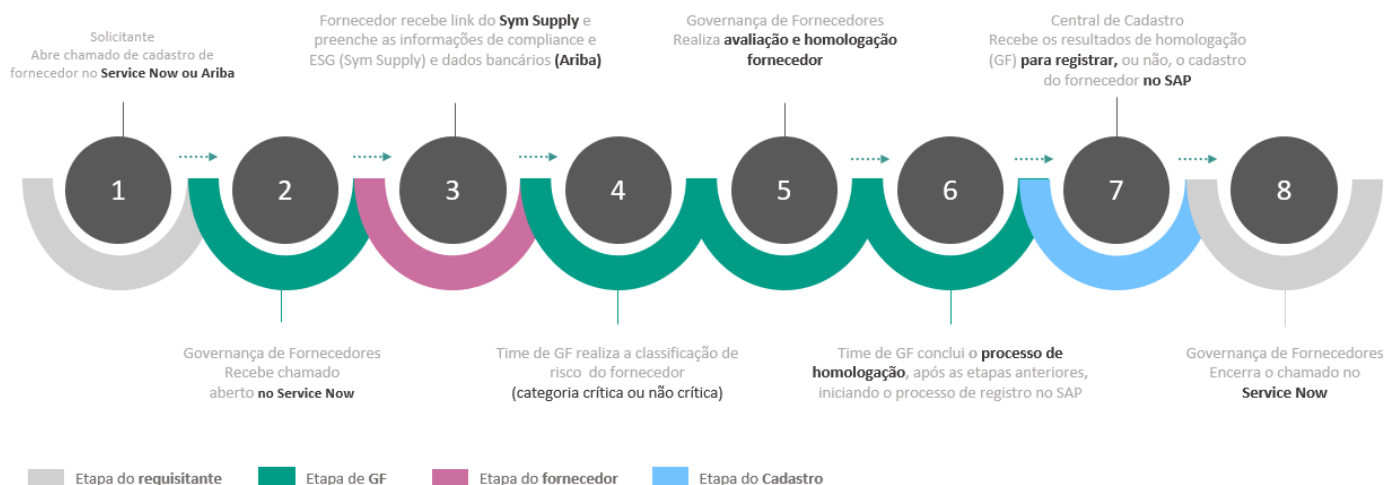 Solicitante
Abre chamado de cadastro de
fornecedor no Service Now ou Ariba
Fornecedor recebe link do Sym Supply e
preenche as informações de compliance e
ESG (Sym Supply) e dados bancários (Ariba)
Governança de Fornecedores
Realiza avaliação e homologação
fornecedor
Central de Cadastro
Recebe os resultados de homologação
(GF) para registrar, ou não, o cadastro
do fornecedor no SAP
1
2
3
4
5
6
7
8
Governança de Fornecedores
Recebe chamado
aberto no Service Now
Time de GF realiza a classificação de
risco do fornecedor
(categoria crítica ou não crítica)
Time de GF conclui o processo de
homologação, após as etapas anteriores,
iniciando o processo de registro no SAP
Governança de Fornecedores
Encerra o chamado no
Service Now
Etapa do requisitante
Etapa de GF
Etapa do fornecedor
Etapa do Cadastro